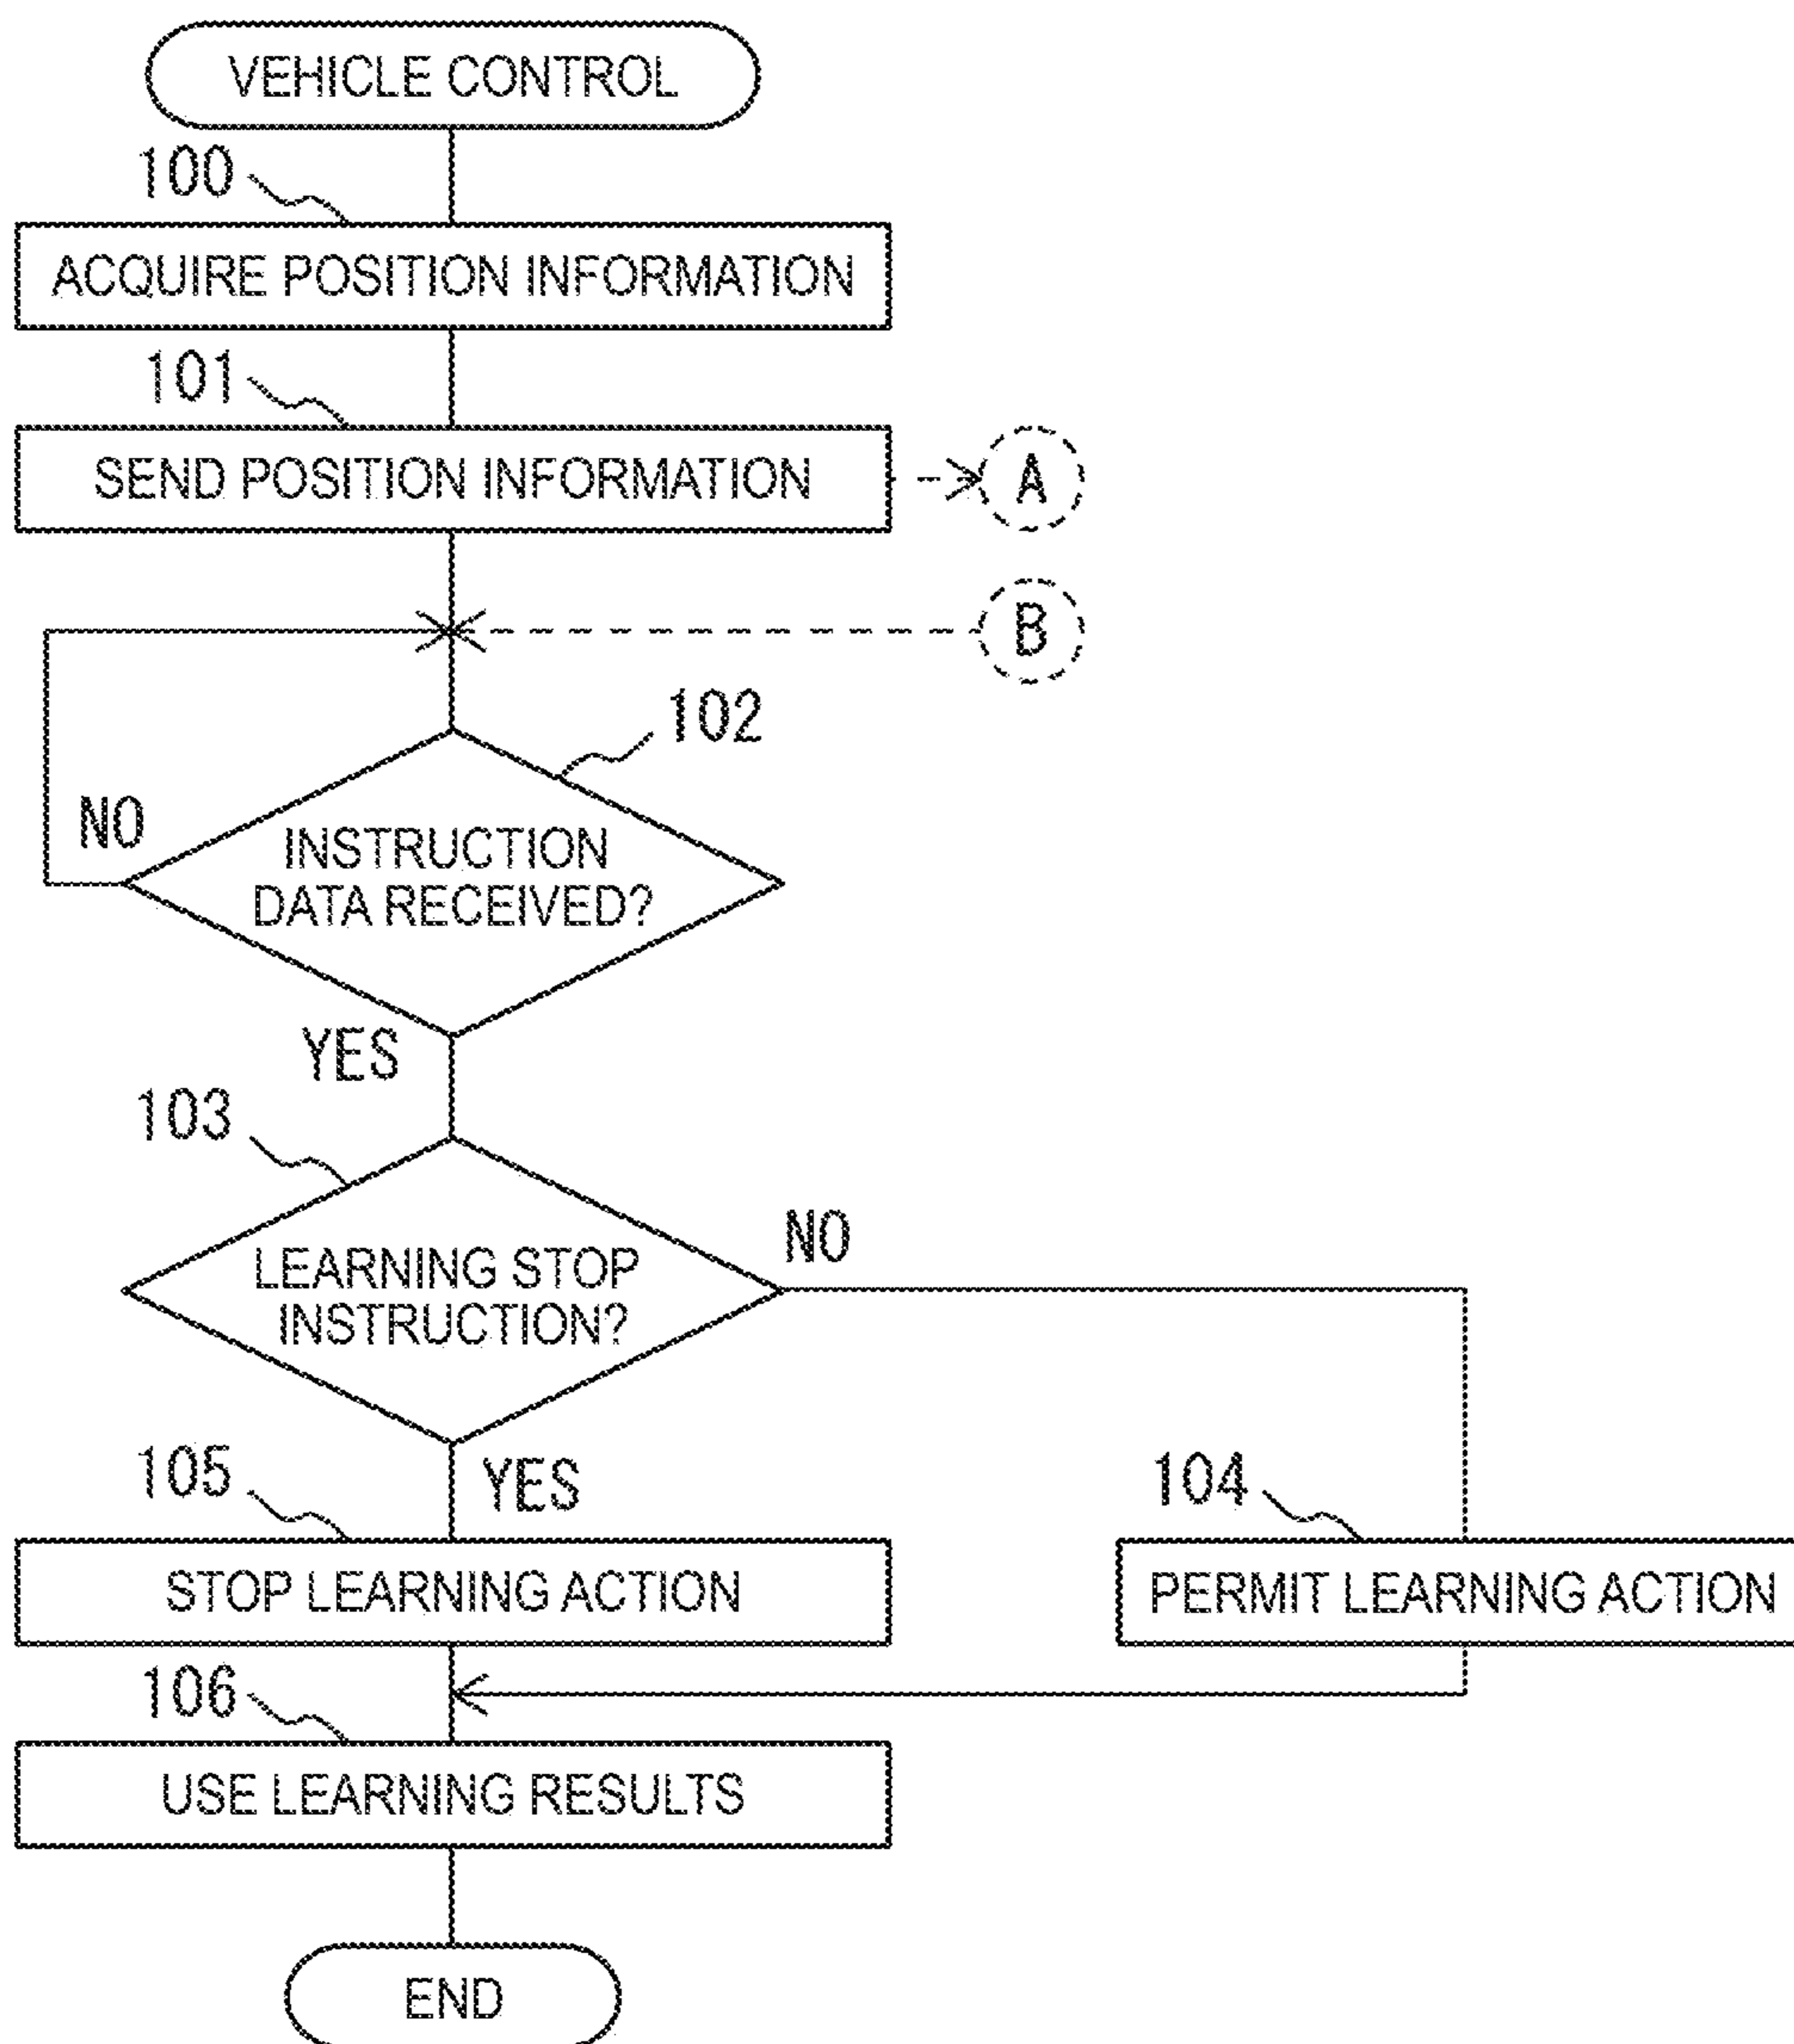 VEHICLE CONTROL
100
ACQUIRE POSITION INFORMATION
101
SEND POSITION INFORMATION
A
B
102
NO
INSTRUCTION
DATA RECEIVED?
YES
103
NO
LEARNING STOP
INSTRUCTION?
YES
105
104
STOP LEARNING ACTION
PERMIT LEARNING ACTION
106
USE LEARNING RESULTS
END